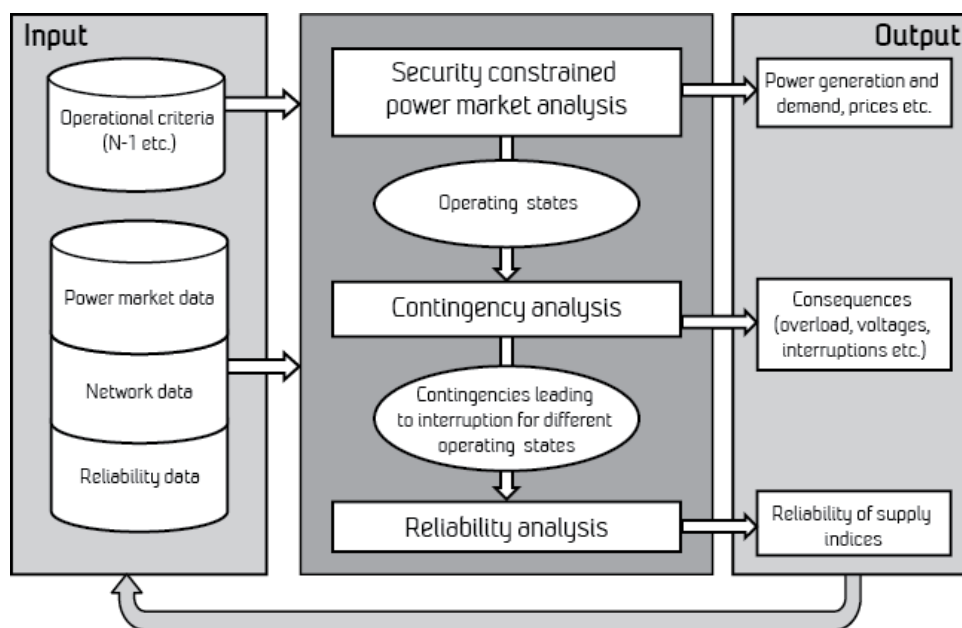 Input
Operational criteria
(N-1 etc.)
Power market data
Network data
Reliability data
Security constrained
power market analysis
Operating states
Contingency analysis
Contingencies leading
to interruption for different
operating states
Reliability analysis
Output
Power generation and
demand, prices etc.
Consequences
(overload, voltages,
interruptions etc.)
Reliability of supply
indices